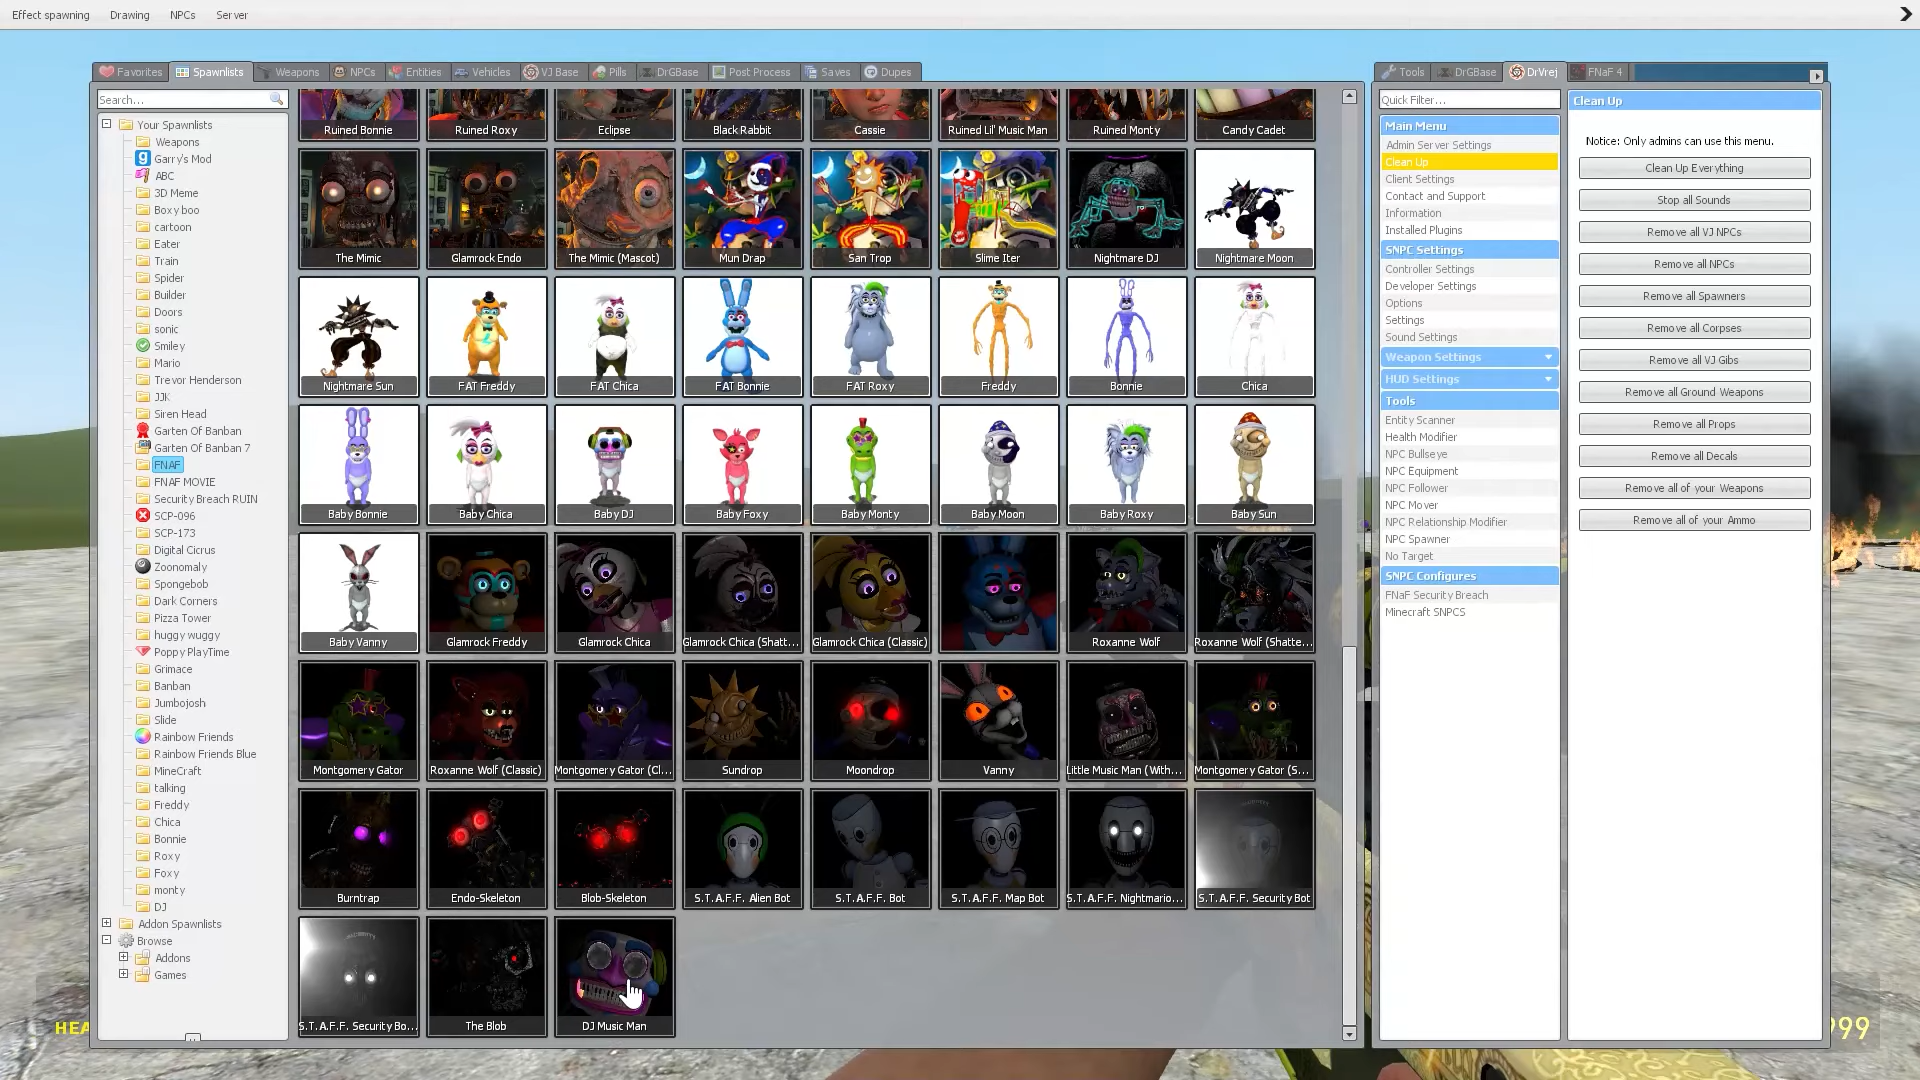 Effect spawning Drawing NPCs Server
Favorites Spawnlists Weapons NPCs Entities Vehicles VJ Base Pills DrGBase Post Process Saves Dupes
Tools DrGBase DrVrej FNaF 4
Search...
Your Spawnlists
Weapons
Garry's Mod
ABC
3D Meme
Boxy boo
cartoon
Eater
Train
Spider
Builder
Doors
sonic
Smiley
Mario
Trevor Henderson
JJK
Siren Head
Garten Of Banban
Garten Of Banban 7
FNAF
FNAF MOVIE
Security Breach RUIN
SCP-096
SCP-173
Digital Cicrus
Zoonomaly
Spongebob
Dark Corners
Pizza Tower
huggy wuggy
Poppy PlayTime
Grimace
Banban
Jumbojosh
Slide
Rainbow Friends
Rainbow Friends Blue
MineCraft
talking
Freddy
Chica
Bonnie
Roxy
Foxy
monty
DJ
Addon Spawnlists
Browse
Addons
Games
Ruined Bonnie Ruined Roxy Eclipse Black Rabbit Cassie Ruined Lil' Music Man Ruined Monty Candy Cadet
The Mimic Glamrock Endo The Mimic (Mascot) Mun Drap San Trop Slime Iter Nightmare DJ Nightmare Moon
Nightmare Sun FAT Freddy FAT Chica FAT Bonnie FAT Roxy Freddy Bonnie Chica
Baby Bonnie Baby Chica Baby DJ Baby Foxy Baby Monty Baby Moon Baby Roxy Baby Sun
Baby Vanny Glamrock Freddy Glamrock Chica Glamrock Chica (Shatt... Glamrock Chica (Classic) Roxanne Wolf Roxanne Wolf (Shatte...
Montgomery Gator Roxanne Wolf (Classic) Montgomery Gator (Cl... Sundrop Moondrop Vanny Little Music Man (With... Montgomery Gator (S...
Burntrap Endo-Skeleton Blob-Skeleton S.T.A.F.F. Alien Bot S.T.A.F.F. Bot S.T.A.F.F. Map Bot S.T.A.F.F. Nightmario... S.T.A.F.F. Security Bot
S.T.A.F.F. Security Bo... The Blob DJ Music Man
Quick Filter...
Main Menu
Admin Server Settings
Clean Up
Client Settings
Contact and Support
Information
Installed Plugins
SNPC Settings
Controller Settings
Developer Settings
Options
Settings
Sound Settings
Weapon Settings
HUD Settings
Tools
Entity Scanner
Health Modifier
NPC Bullseye
NPC Equipment
NPC Follower
NPC Mover
NPC Relationship Modifier
NPC Spawner
No Target
SNPC Configures
FNaF Security Breach
Minecraft SNPCS
Clean Up
Notice: Only admins can use this menu.
Clean Up Everything
Stop all Sounds
Remove all VJ NPCs
Remove all NPCs
Remove all Spawners
Remove all Corpses
Remove all VJ Gibs
Remove all Ground Weapons
Remove all Props
Remove all Decals
Remove all of your Weapons
Remove all of your Ammo
HEA
999